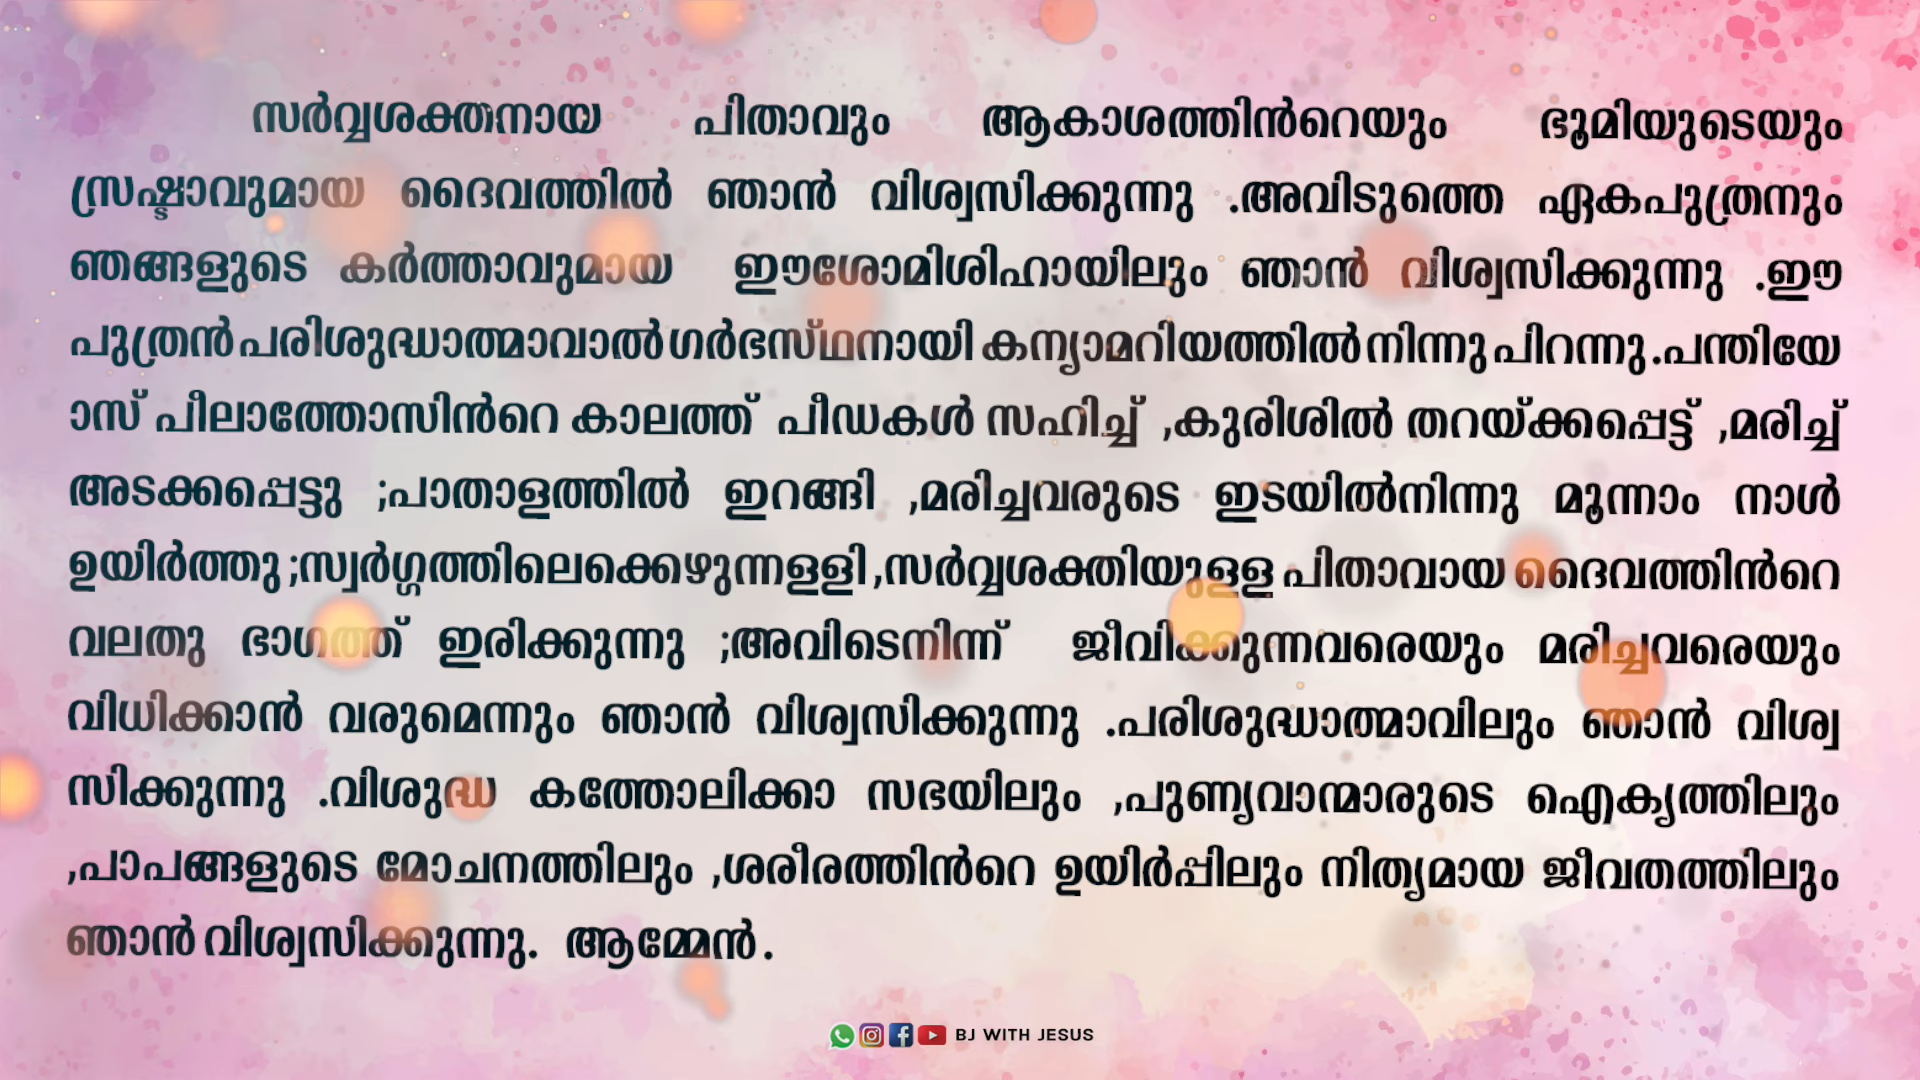 സർവ്വശക്തനായ പിതാവും ആകാശത്തിൻറെയും ഭൂമിയുടെയും
സ്രഷ്ടാവുമായ ദൈവത്തിൽ ഞാൻ വിശ്വസിക്കുന്നു .അവിടുത്തെ ഏകപുത്രനും
ഞങ്ങളുടെ കർത്താവുമായ ഈശോമിശിഹായിലും ഞാൻ വിശ്വസിക്കുന്നു .ഈ
പുത്രൻ പരിശുദ്ധാത്മാവാൽ ഗർഭസ്ഥനായി കന്യാമറിയത്തിൽ നിന്നു പിറന്നു .പന്തിയേ
ാസ് പീലാത്തോസിൻറെ കാലത്ത് പീഡകൾ സഹിച്ച് ,കുരിശിൽ തറയ്ക്കപ്പെട്ട് ,മരിച്ച്
അടക്കപ്പെട്ടു ;പാതാളത്തിൽ ഇറങ്ങി ,മരിച്ചവരുടെ ഇടയിൽനിന്നു മൂന്നാം നാൾ
ഉയിർത്തു ;സ്വർഗ്ഗത്തിലെക്കെഴുന്നളളി ,സർവ്വശക്തിയുളള പിതാവായ ദൈവത്തിൻറെ
വലതു ഭാഗത്ത് ഇരിക്കുന്നു ;അവിടെനിന്ന് ജീവിക്കുന്നവരെയും മരിച്ചവരെയും
വിധിക്കാൻ വരുമെന്നും ഞാൻ വിശ്വസിക്കുന്നു .പരിശുദ്ധാത്മാവിലും ഞാൻ വിശ്വ
സിക്കുന്നു .വിശുദ്ധ കത്തോലിക്കാ സഭയിലും ,പുണ്യവാന്മാരുടെ ഐക്യത്തിലും
,പാപങ്ങളുടെ മോചനത്തിലും ,ശരീരത്തിൻറെ ഉയിർപ്പിലും നിത്യമായ ജീവതത്തിലും
ഞാൻ വിശ്വസിക്കുന്നു. ആമ്മേൻ .
BJ WITH JESUS